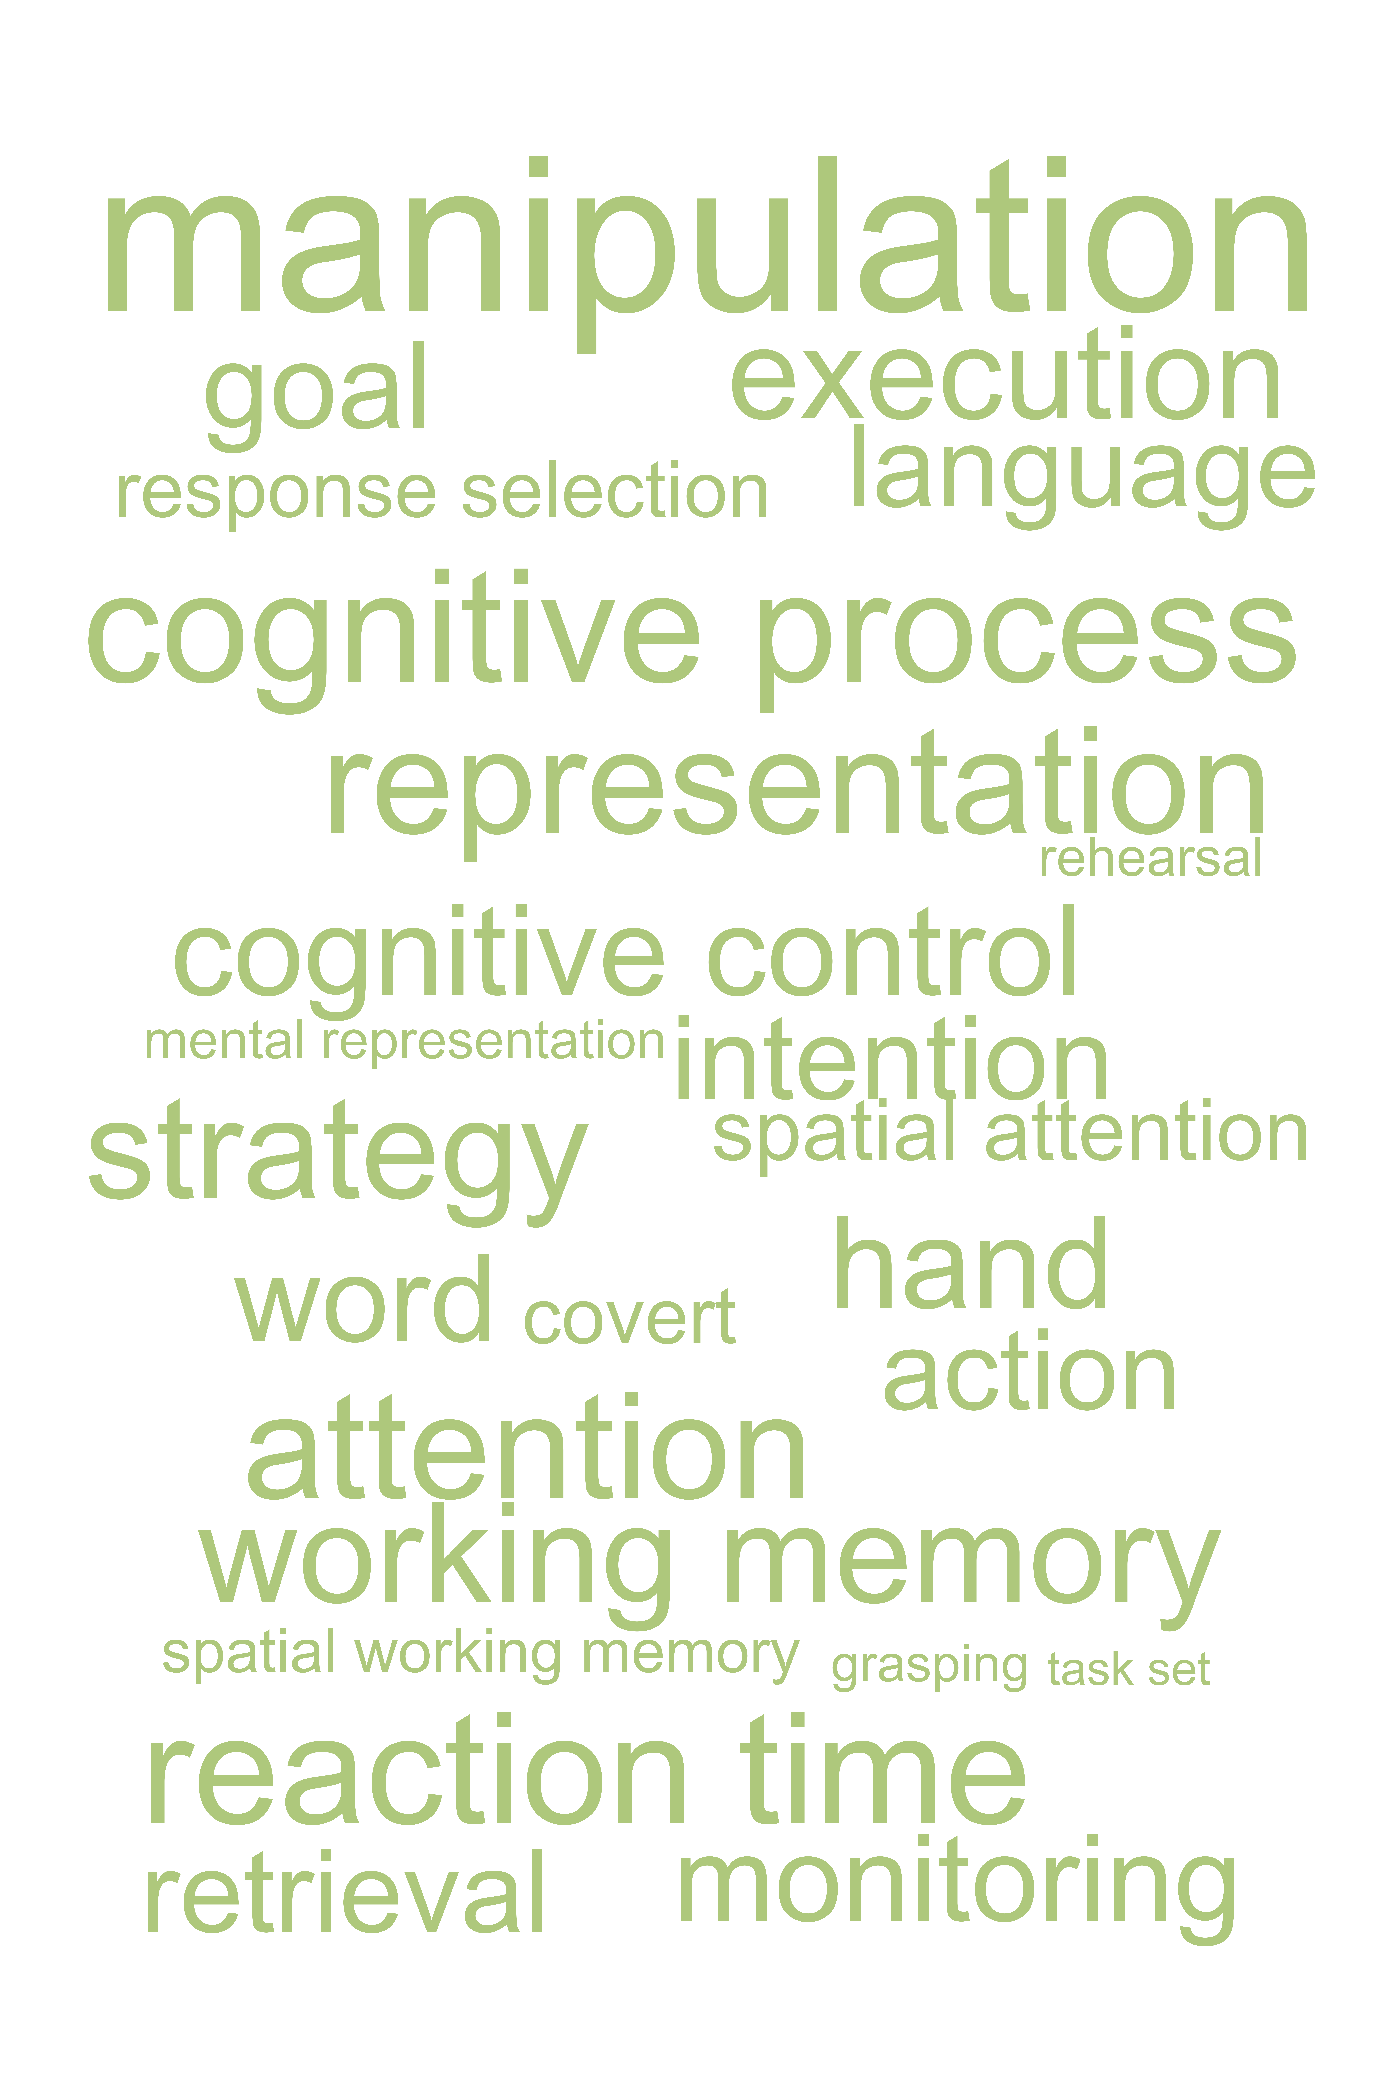 manipulation
goal
execution
language
response selection
cognitive process
representation
rehearsal
cognitive control
mental representation
intention
strategy
spatial attention
word
covert
hand
action
attention
working memory
spatial working memory
grasping
task set
reaction time
retrieval
monitoring